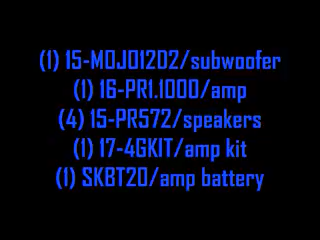 (1) 15-MOJO12D2/subwoofer
(1) 16-PR1.1000/amp
(4) 15-PR572/speakers
(1) 17-4GKIT/amp kit
(1) SKBT20/amp battery